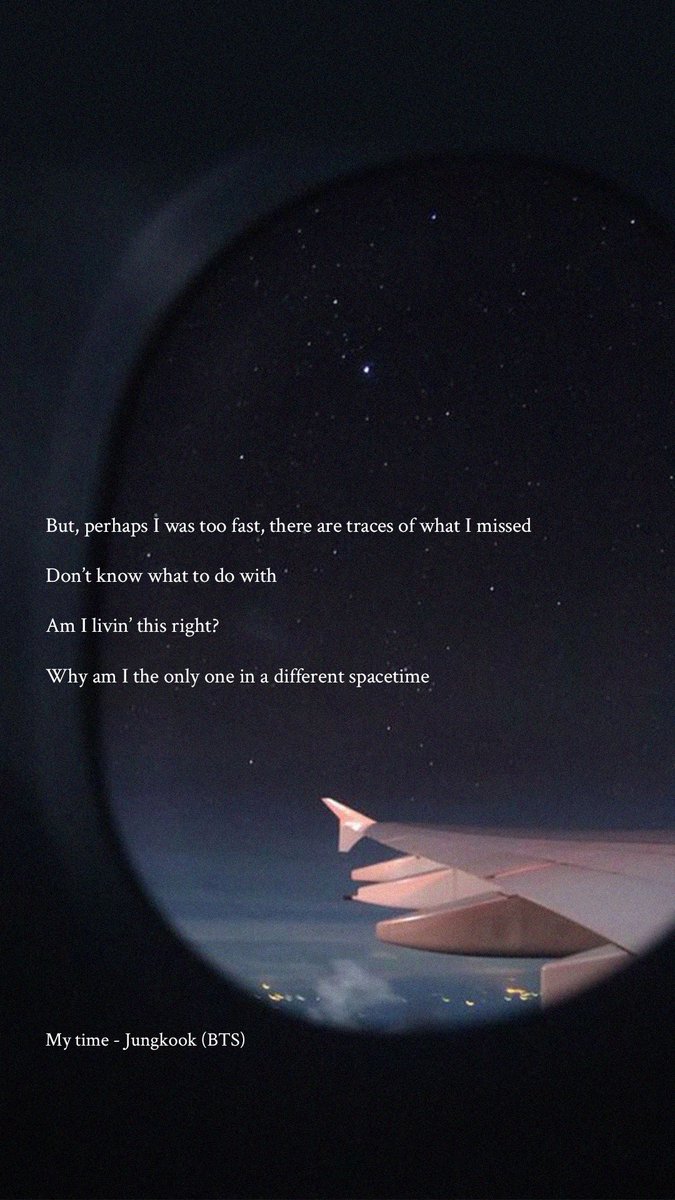 But, perhaps I was too fast, there are traces of what I missed
Don’t know what to do with
Am I livin’ this right?
Why am I the only one in a different spacetime
My time - Jungkook (BTS)